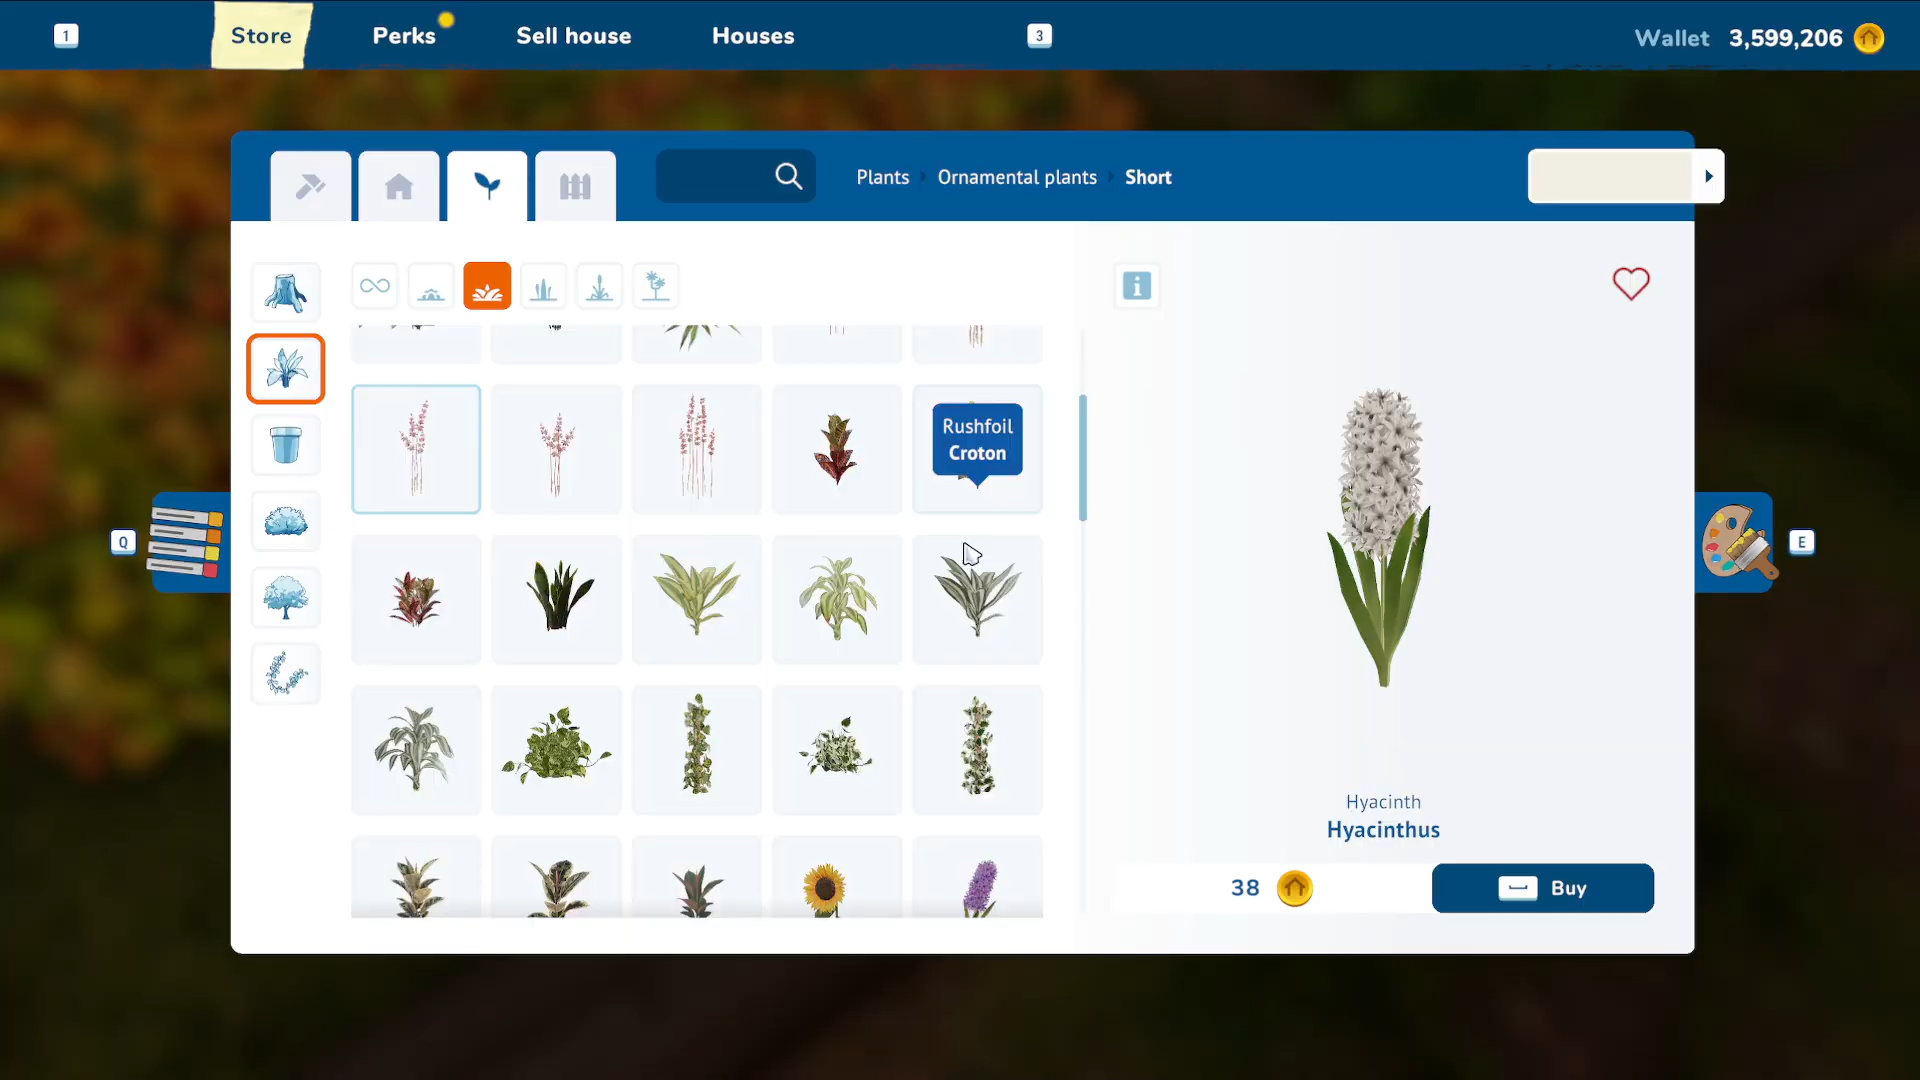 1
Store
Perks
Sell house
Houses
3
Wallet 3,599,206
Plants
Ornamental plants
Short
i
Rushfoil
Croton
Q
E
Hyacinth
Hyacinthus
38
Buy